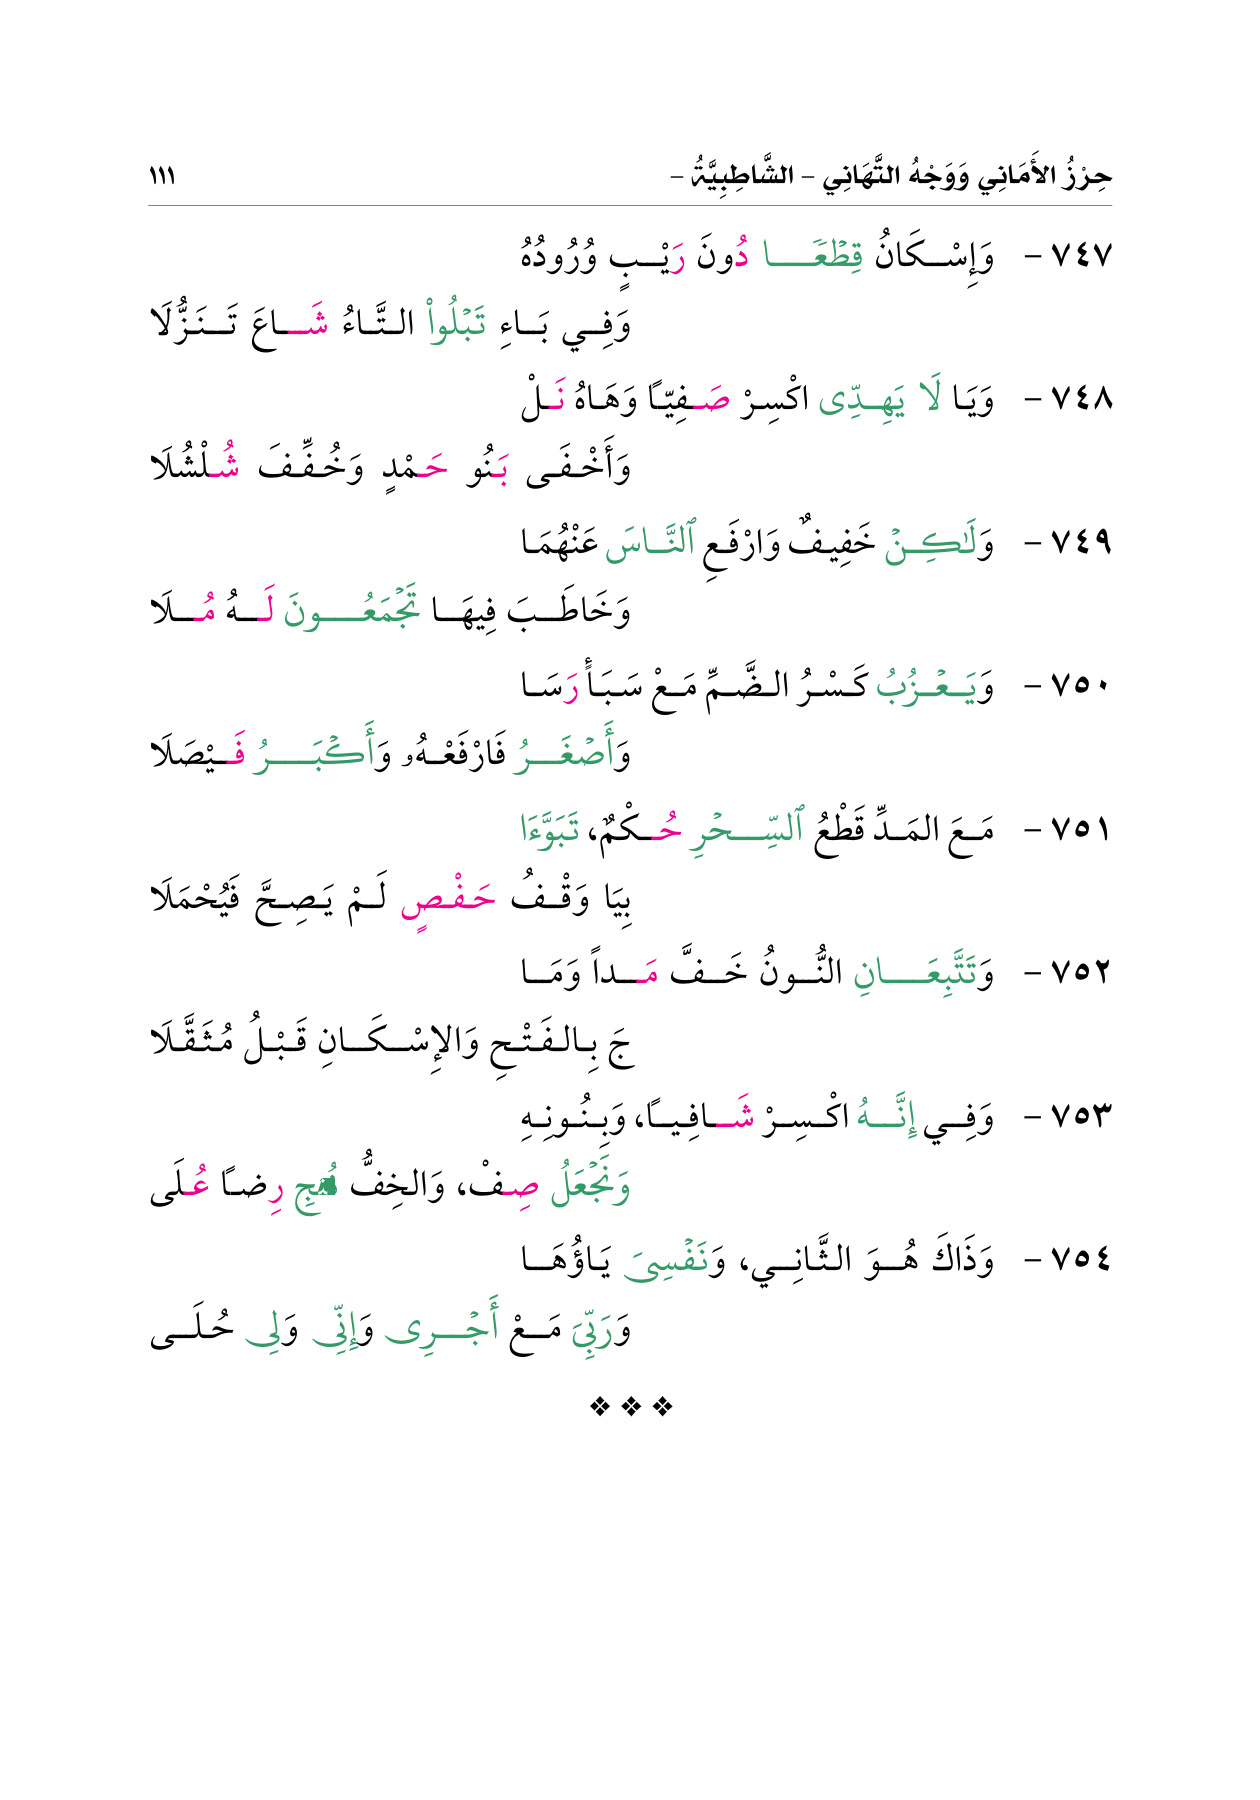 حِرْزُ الأَمَانِي وَوَجْهُ التَّهَانِي – الشَّاطِبِيَّةُ – ١١١
٧٤٧ – وَإِسْكَانُ قِطْعَا دُونَ رَيْبٍ وُرُودُهُ
وَفِي بَاءِ تَبْلُواْ التَّاءُ شَاعَ تَنَزُّلَا
٧٤٨ – وَيَا لَا يَهِدِّى اكْسِرْ صَفِيّاً وَهَاهُ نَلْ
وَأَخْفَى بَنُو حَمْدٍ وَخُفِّفَ شُلْشُلَا
٧٤٩ – وَلَٰكِنْ خَفِيفٌ وَارْفَعِ ٱلنَّاسَ عَنْهُمَا
وَخَاطَبَ فِيهَا تَجْمَعُونَ لَهُ مُلَا
٧٥٠ – وَيَعْزُبُ كَسْرُ الضَّمِّ مَعْ سَبَأٍ رَسَا
وَأَصْغَرُ فَارْفَعْهُۥ وَأَكْبَرُ فَيْصَلَا
٧٥١ – مَعَ المَدِّ قَطْعُ ٱلسِّحْرِ حُكْمٌ، تَبَوَّءَا
بِيَا وَقْفُ حَفْصٍ لَمْ يَصِحَّ فَيُحْمَلَا
٧٥٢ – وَتَتَّبِعَانِ النُّونُ خَفَّ مَداً وَمَا
جَ بِالفَتْحِ وَالإِسْكَانِ قَبْلُ مُثَقَّلَا
٧٥٣ – وَفِي إِنَّهُ اكْسِرْ شَافِيًا، وَبِنُونِهِ
وَنَجْعَلُ صِفْ، وَالخِفُّ رِضًا عُلَى
٧٥٤ – وَذَاكَ هُوَ الثَّانِي، وَنَفْسِىَ يَاؤُهَا
وَرَبِّىَ مَعْ أَجْرِى وَإِنِّى وَلِى حُلَى